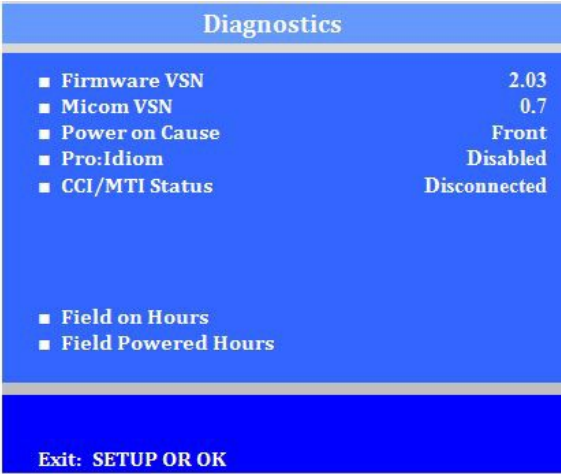 Diagnostics
Firmware VSN 2.03
Micom VSN 0.7
Power on Cause Front
Pro:Idiom Disabled
CCI/MTI Status Disconnected
Field on Hours
Field Powered Hours
Exit: SETUP OR OK